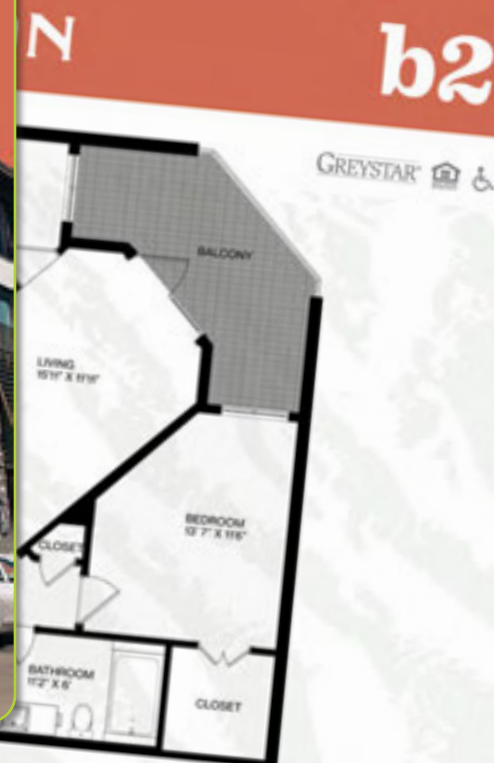 N
b2
GREYSTAR
BALCONY
LIVING
15'11" X 11'11"
BEDROOM
13' 7" X 11'6"
CLOSET
BATHROOM
11'2" X 6'
CLOSET